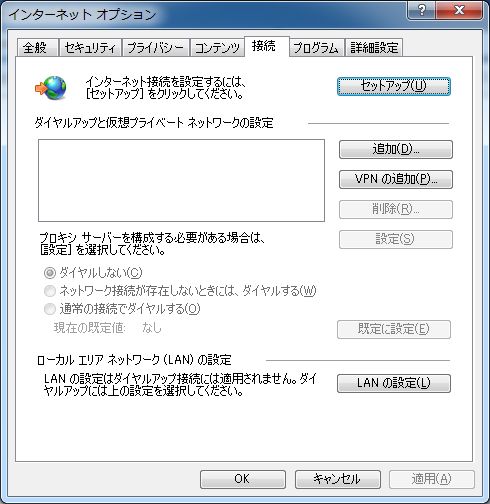 インターネット オプション
全般 セキュリティ プライバシー コンテンツ 接続 プログラム 詳細設定
インターネット接続を設定するには、
[セットアップ] をクリックしてください。
セットアップ(U)
ダイヤルアップと仮想プライベート ネットワークの設定
追加(D)...
VPN の追加(P)...
削除(R)...
プロキシ サーバーを構成する必要がある場合は、
[設定] を選択してください。
設定(S)
ダイヤルしない(C)
ネットワーク接続が存在しないときには、ダイヤルする(W)
通常の接続でダイヤルする(O)
現在の既定値: なし
既定に設定(E)
ローカル エリア ネットワーク (LAN) の設定
LAN の設定はダイヤルアップ接続には適用されません。ダイ
ヤルアップには上の設定を選択してください。
LAN の設定(L)
OK キャンセル 適用(A)